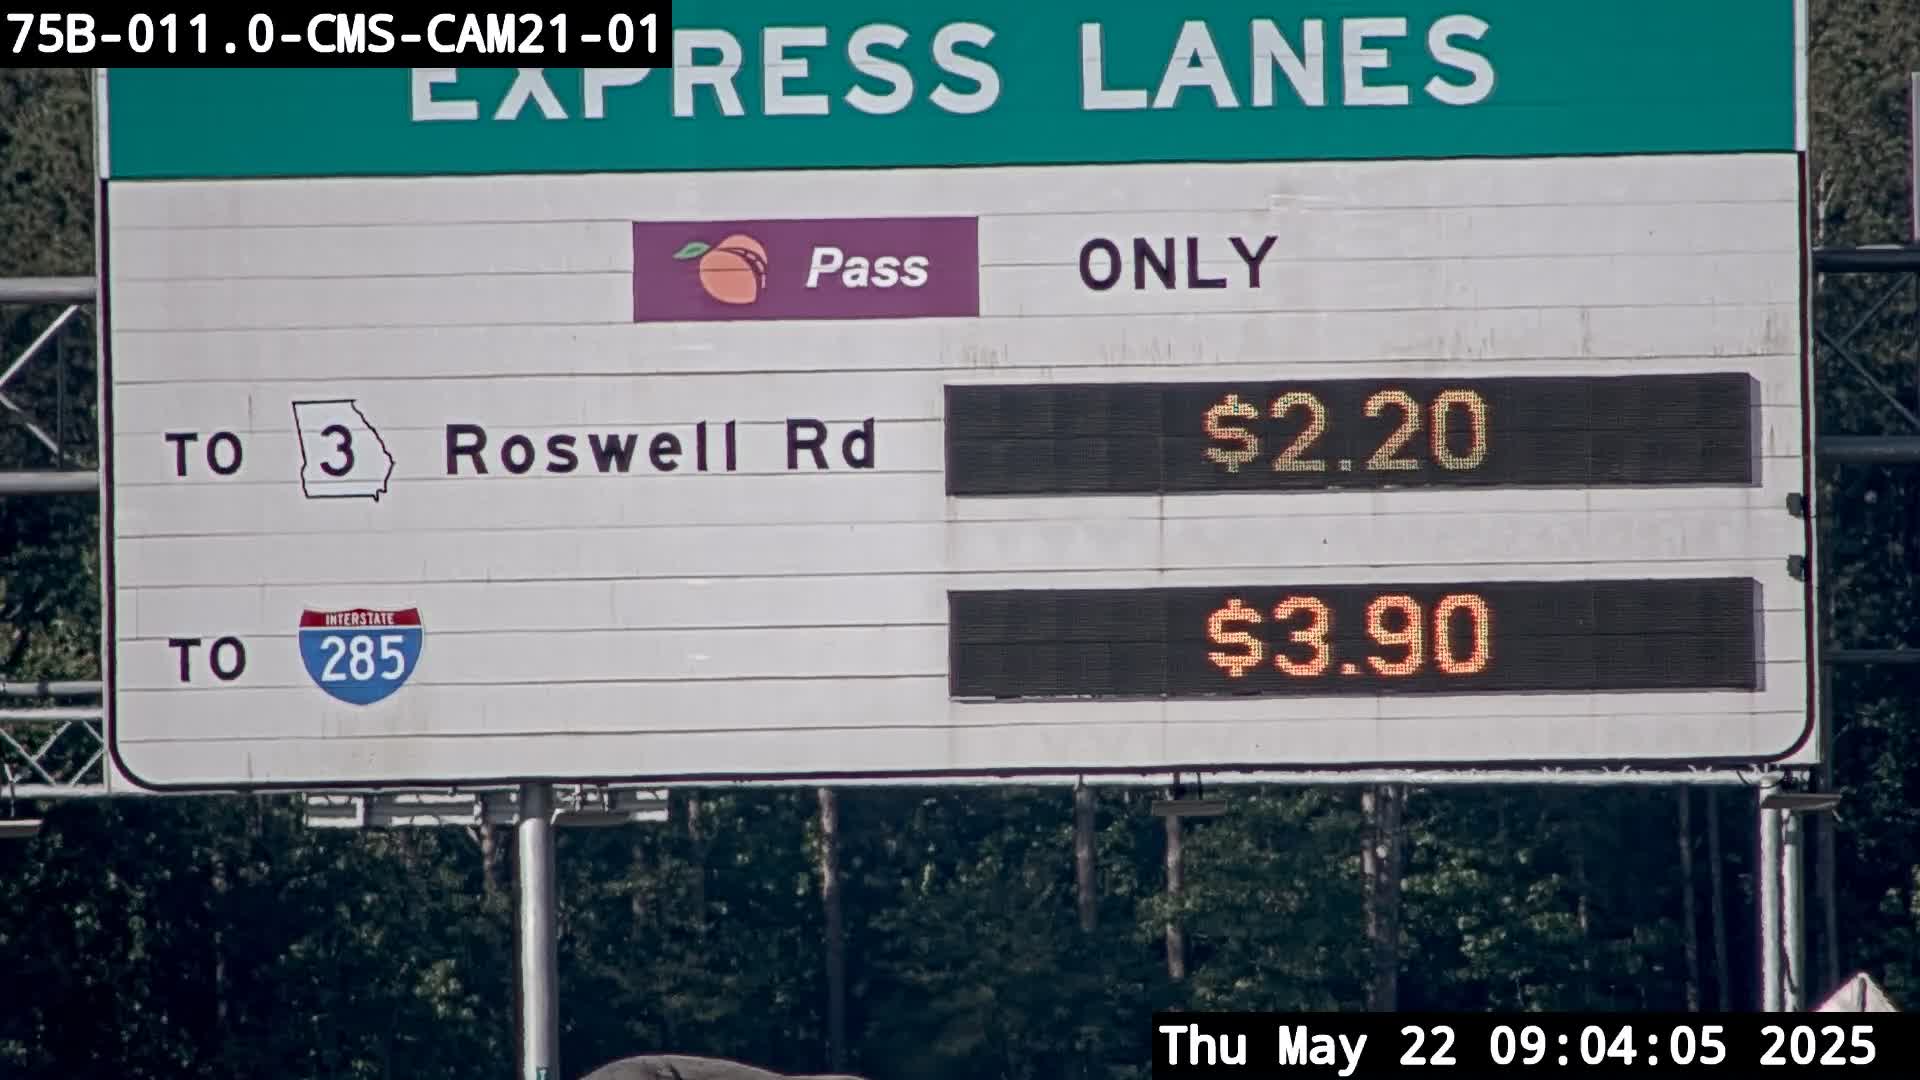 75B-011.0-CMS-CAM21-01
EXPRESS LANES
Pass ONLY
TO 3 Roswell Rd $2.20
TO INTERSTATE 285 $3.90
Thu May 22 09:04:05 2025